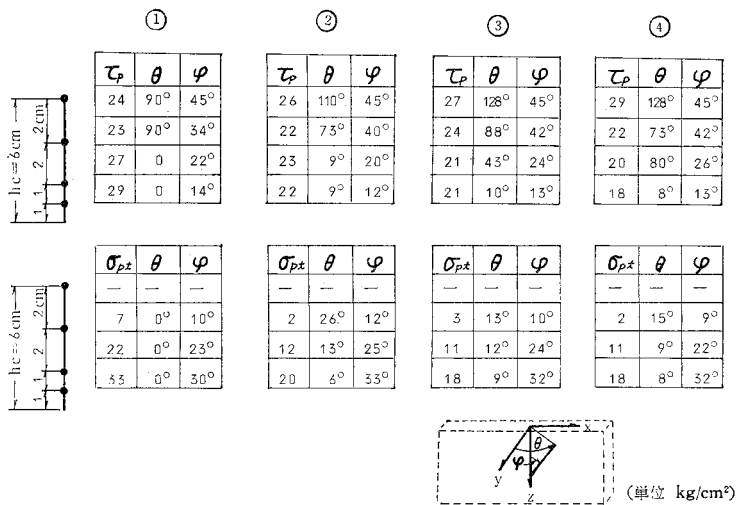 ① ② ③ ④
τp θ φ τp θ φ τp θ φ τp θ φ
24 90° 45° 26 110° 45° 27 128° 45° 29 128° 45°
23 90° 34° 22 73° 40° 24 88° 42° 22 73° 42°
27 0 22° 23 9° 20° 21 43° 24° 20 80° 26°
29 0 14° 22 9° 12° 21 10° 13° 18 8° 13°
hc=6cm
2cm
2
1
1
σpt θ φ σpt θ φ σpt θ φ σpt θ φ
— — — — — — — — — — — —
7 0° 10° 2 26° 12° 3 13° 10° 2 15° 9°
22 0° 23° 12 13° 25° 11 12° 24° 11 9° 22°
33 0° 30° 20 6° 33° 18 9° 32° 18 8° 32°
hc=6cm
2cm
2
1
1
x
θ
φ
y
z
(単位 kg/cm²)